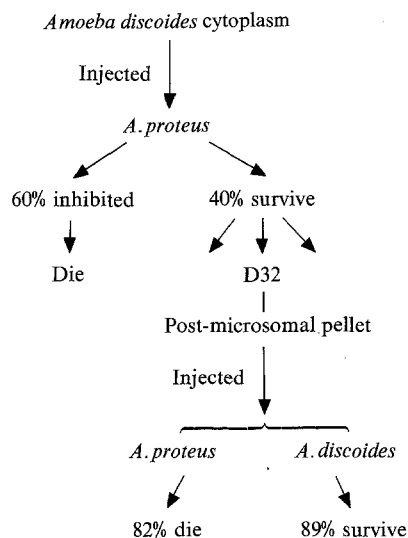 Amoeba discoides cytoplasm
Injected
A. proteus
60% inhibited 40% survive
Die D32
Post-microsomal pellet
Injected
A. proteus A. discoides
82% die 89% survive